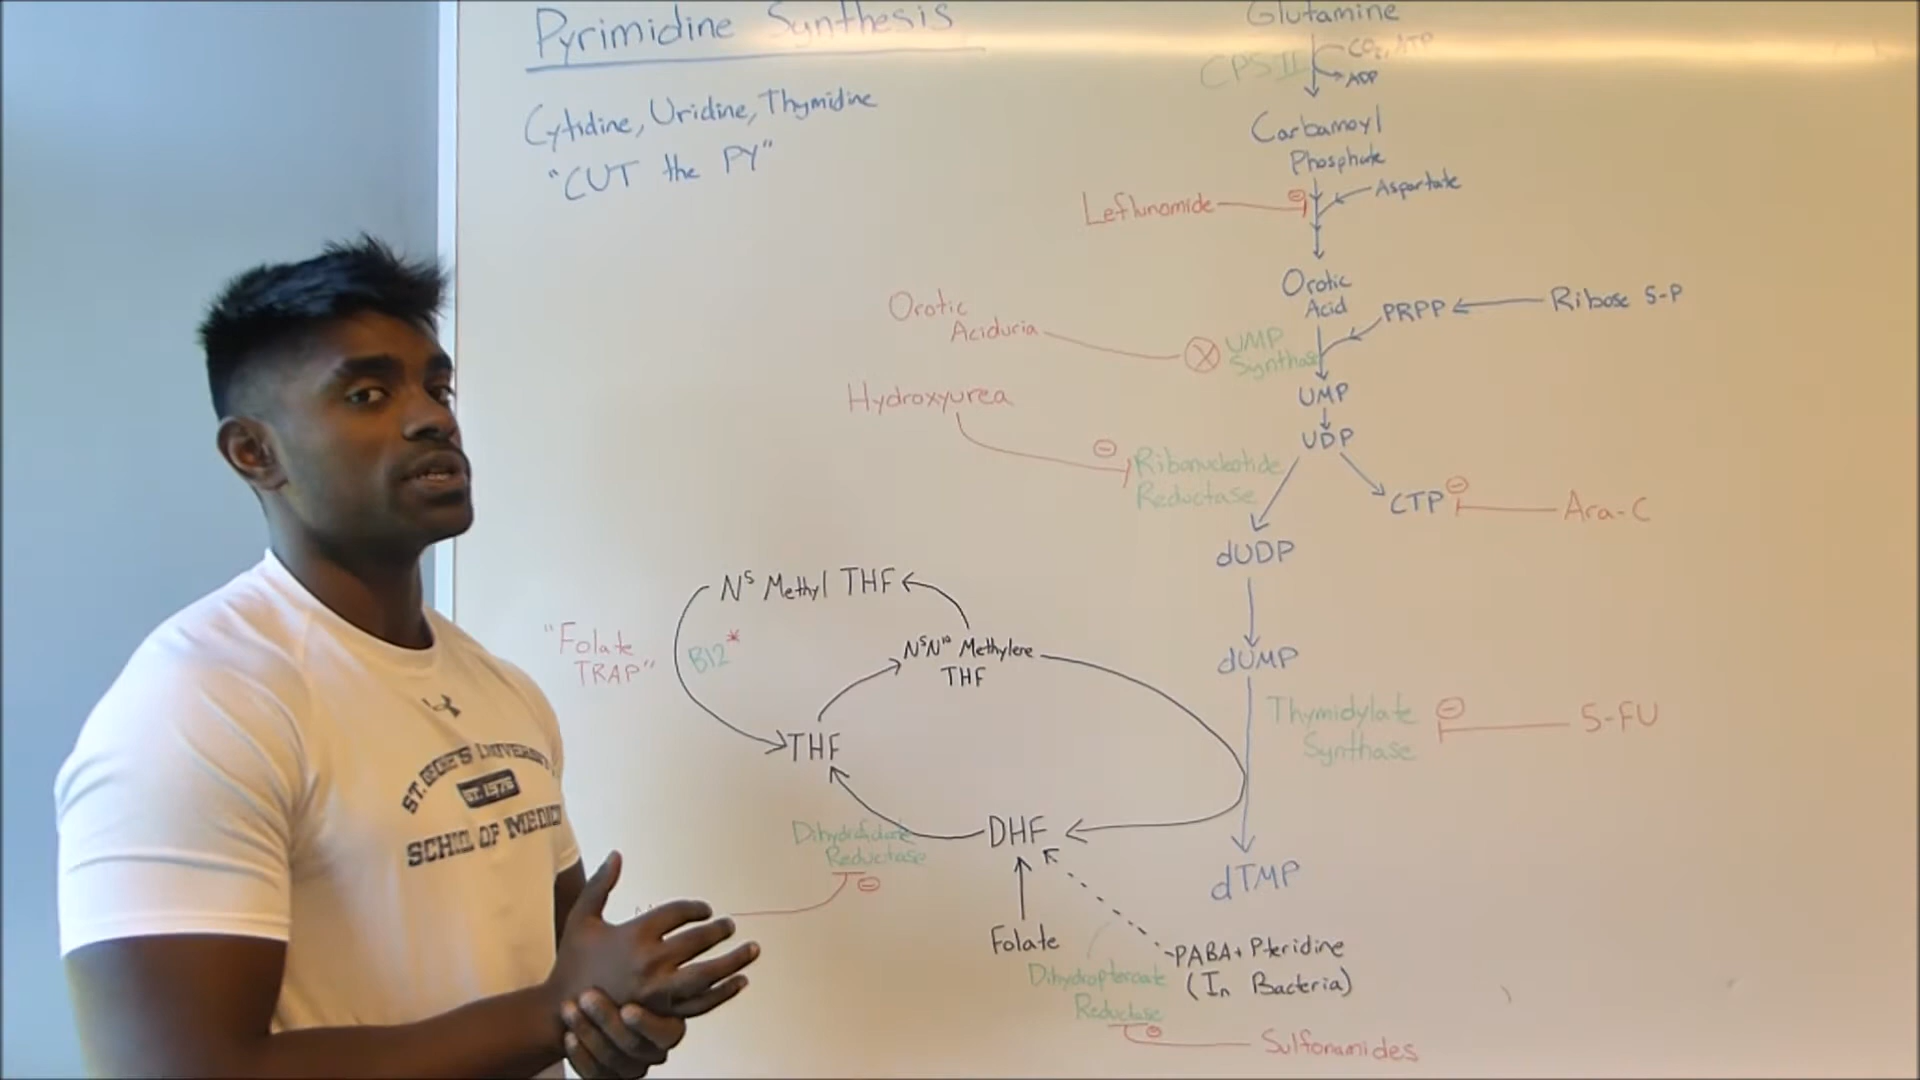 Pyrimidine Synthesis
Cytidine, Uridine, Thymidine
"CUT the PY"
Glutamine
CO₂, ATP
CPSII
ADP
Carbamoyl
Phosphate
Aspartate
Leflunomide
Orotic
Acid
PRPP
Ribose 5-P
Orotic
Aciduria
UMP
Synthase
Hydroxyurea
UMP
UDP
Ribonucleotide
Reductase
CTP
Ara-C
dUDP
N⁵ Methyl THF
"Folate
TRAP"
B12*
N⁵N¹⁰ Methylene
THF
dUMP
Thymidylate
Synthase
5-FU
THF
Dihydrofolate
Reductase
DHF
dTMP
Folate
PABA + Pteridine
(In Bacteria)
Dihydropteroate
Reductase
Sulfonamides
ST. GEORGE'S UNIVERSITY
EST. 1976
SCHOOL OF MEDICI